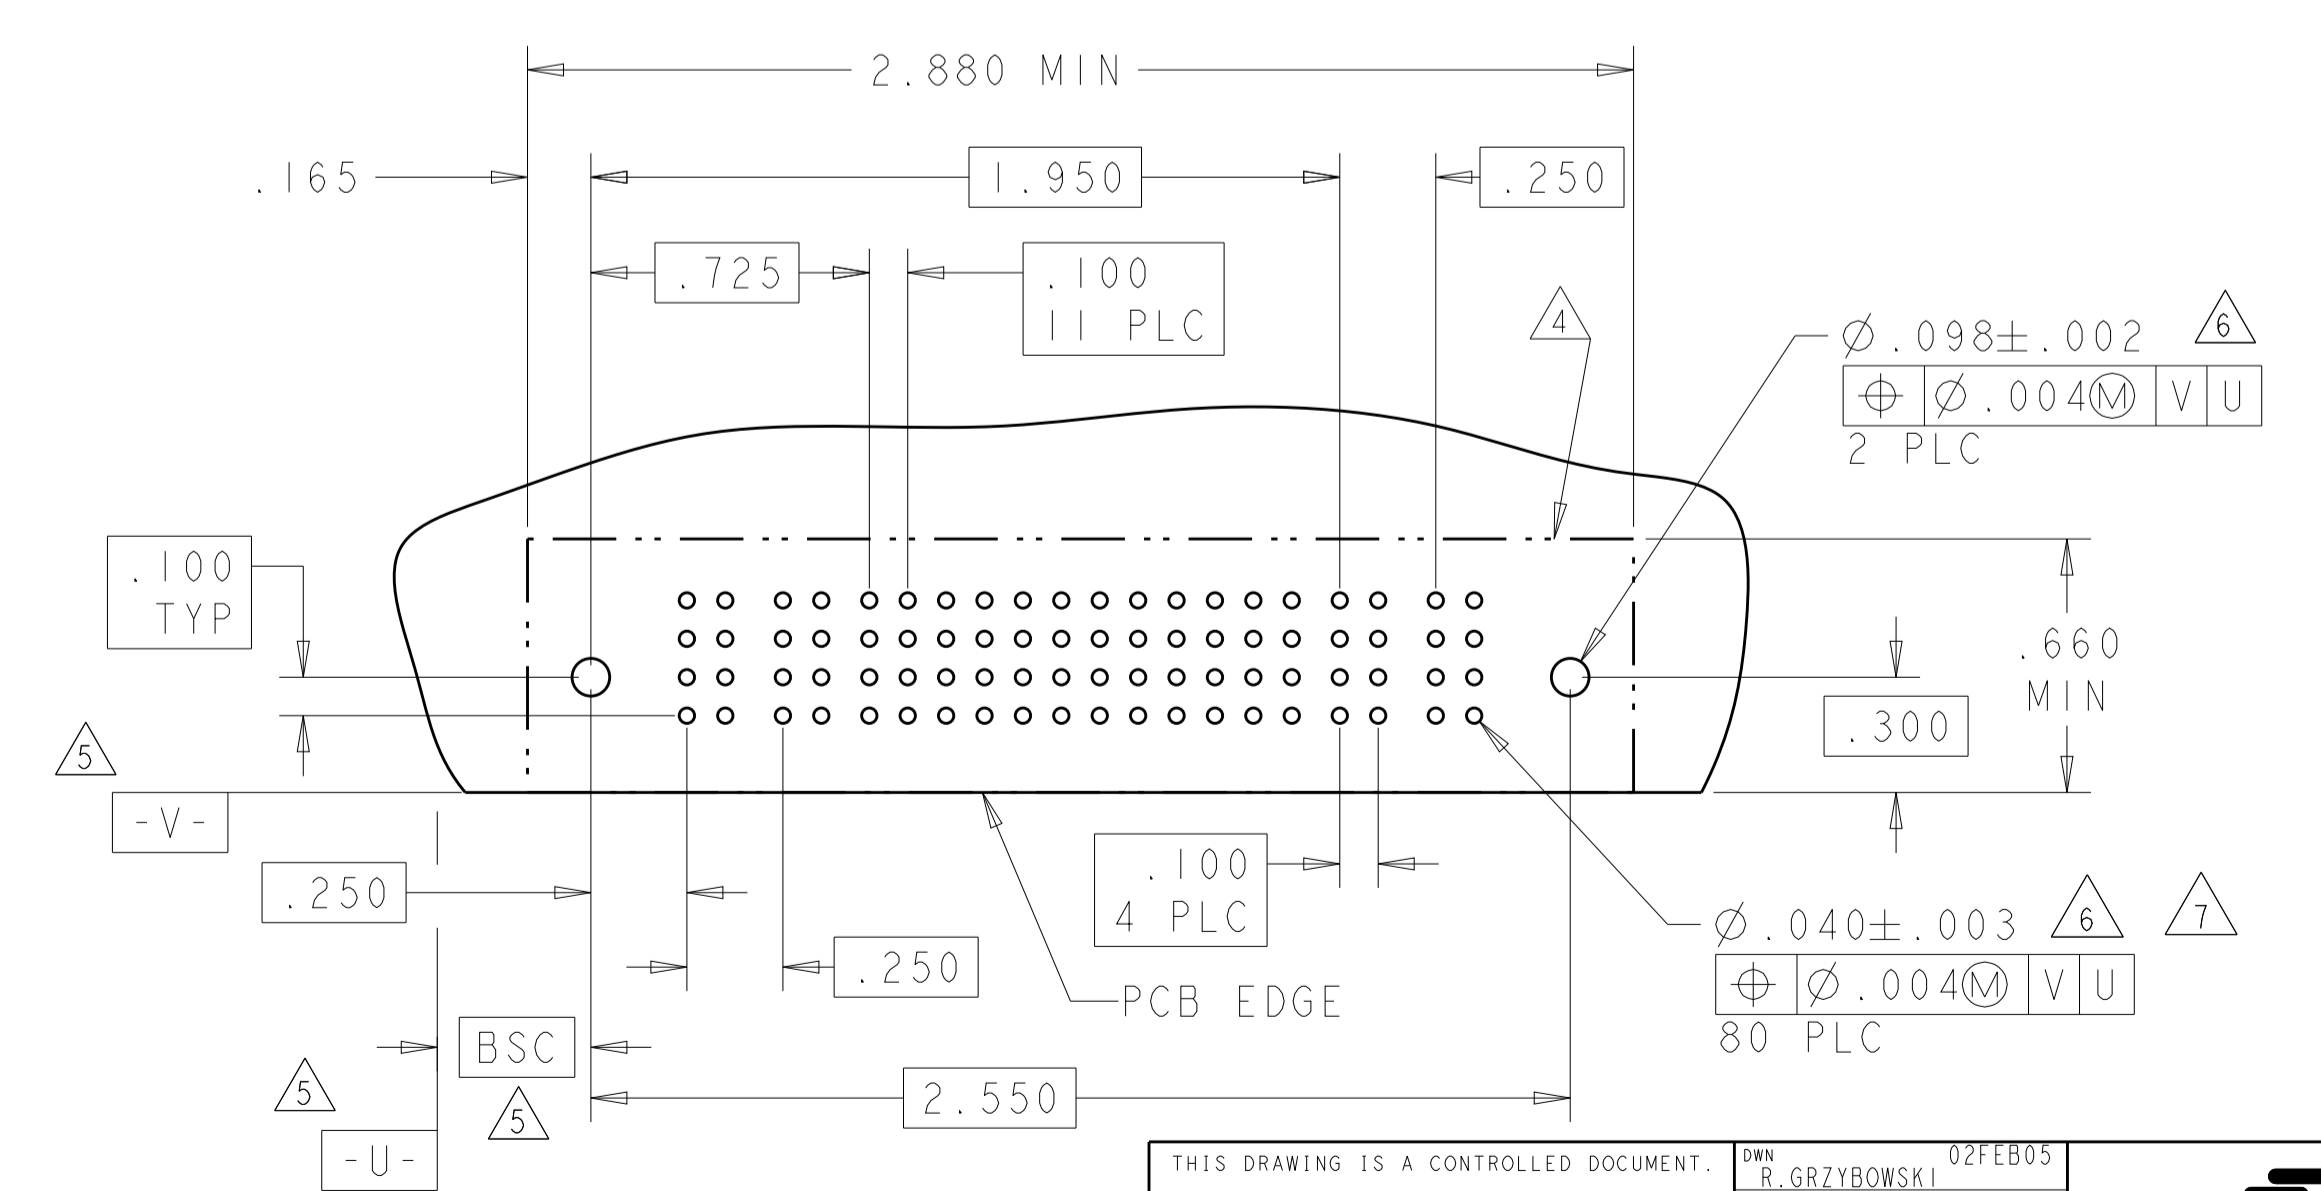 2.880 MIN
.165
1.950
.250
.725
.100
11 PLC
4
Ø.098±.002
6
⌖ Ø.004Ⓜ V U
2 PLC
.100
TYP
.660
MIN
.300
5
-V-
.250
.100
4 PLC
.250
PCB EDGE
Ø.040±.003
6
7
⌖ Ø.004Ⓜ V U
80 PLC
BSC
5
5
2.550
-U-
THIS DRAWING IS A CONTROLLED DOCUMENT.
DWN 02FEB05
R.GRZYBOWSKI